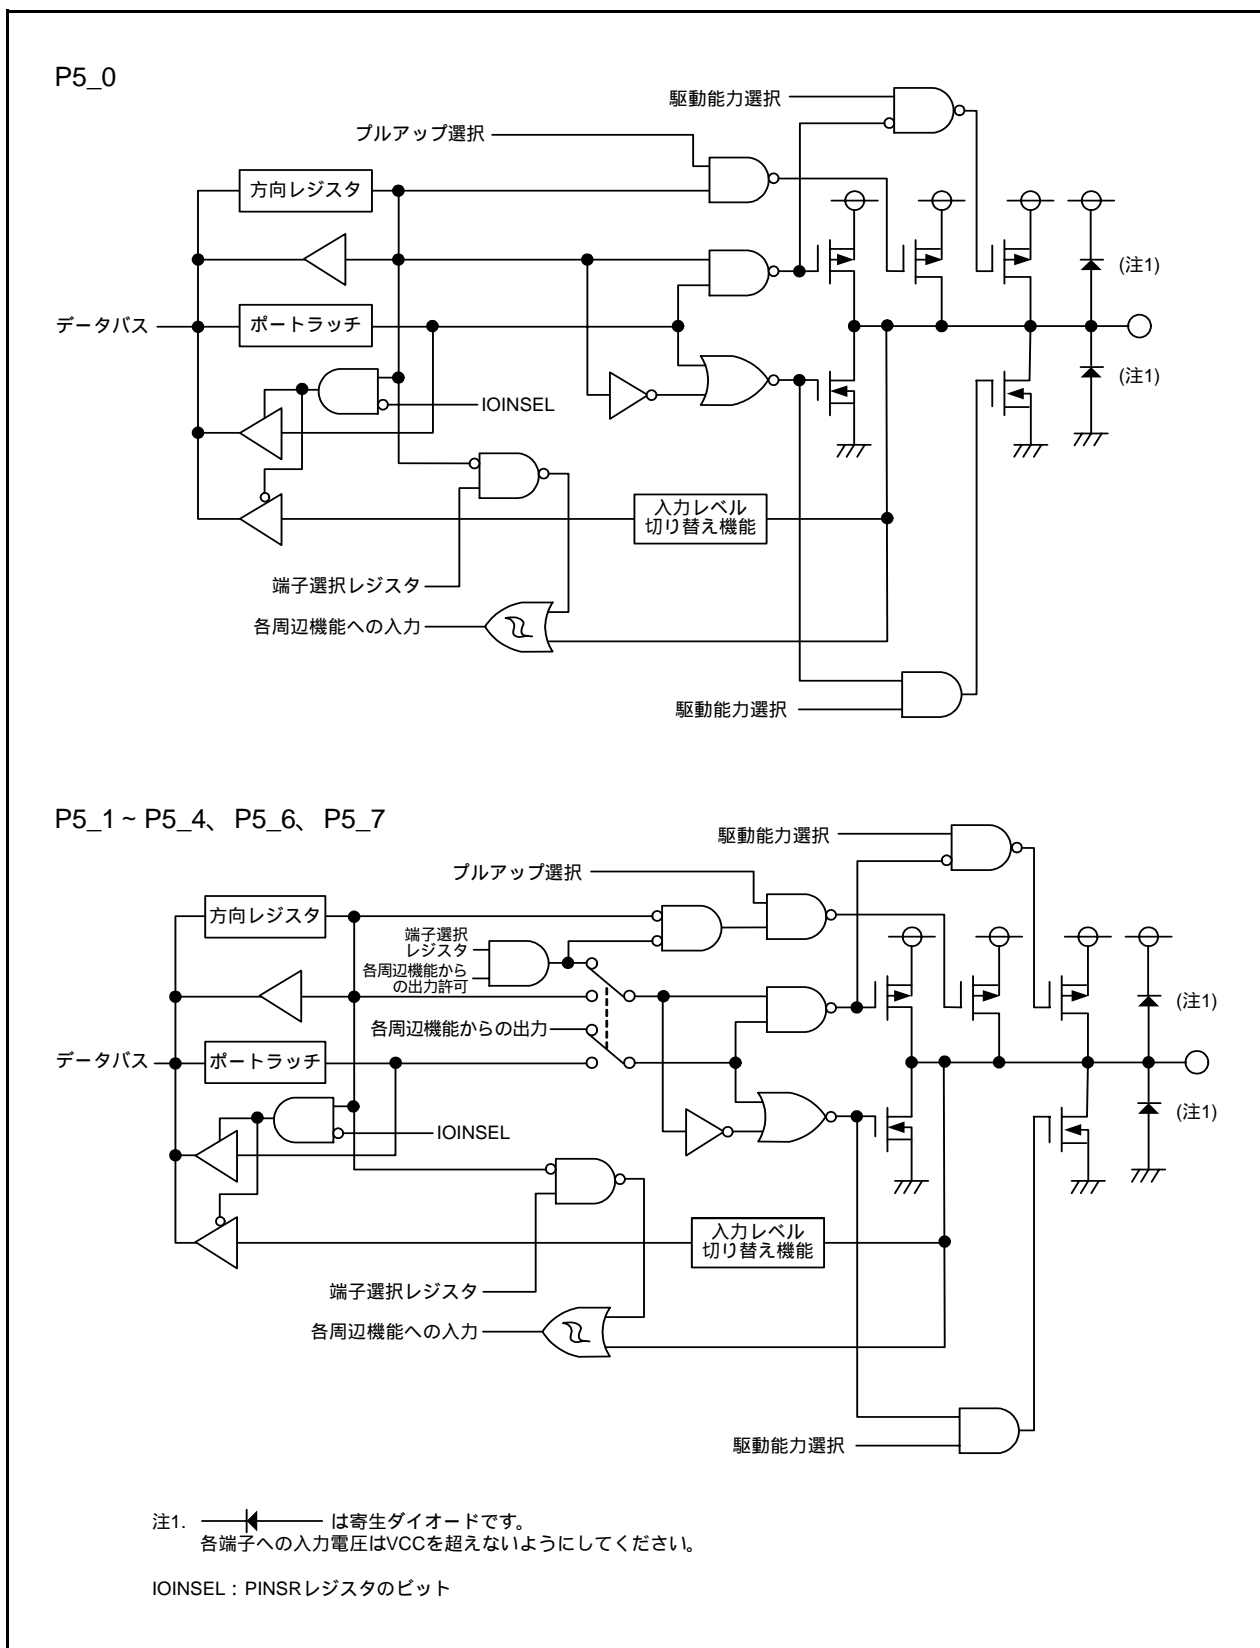 P5_0
駆動能力選択
プルアップ選択
方向レジスタ
(注1)
データバス
ポートラッチ
(注1)
IOINSEL
入力レベル
切り替え機能
端子選択レジスタ
各周辺機能への入力
駆動能力選択
P5_1 ~ P5_4、P5_6、P5_7
駆動能力選択
プルアップ選択
方向レジスタ
端子選択
レジスタ
各周辺機能から
の出力許可
(注1)
各周辺機能からの出力
データバス
ポートラッチ
(注1)
IOINSEL
入力レベル
切り替え機能
端子選択レジスタ
各周辺機能への入力
駆動能力選択
注1. は寄生ダイオードです。
各端子への入力電圧はVCCを超えないようにしてください。
IOINSEL:PINSRレジスタのビット